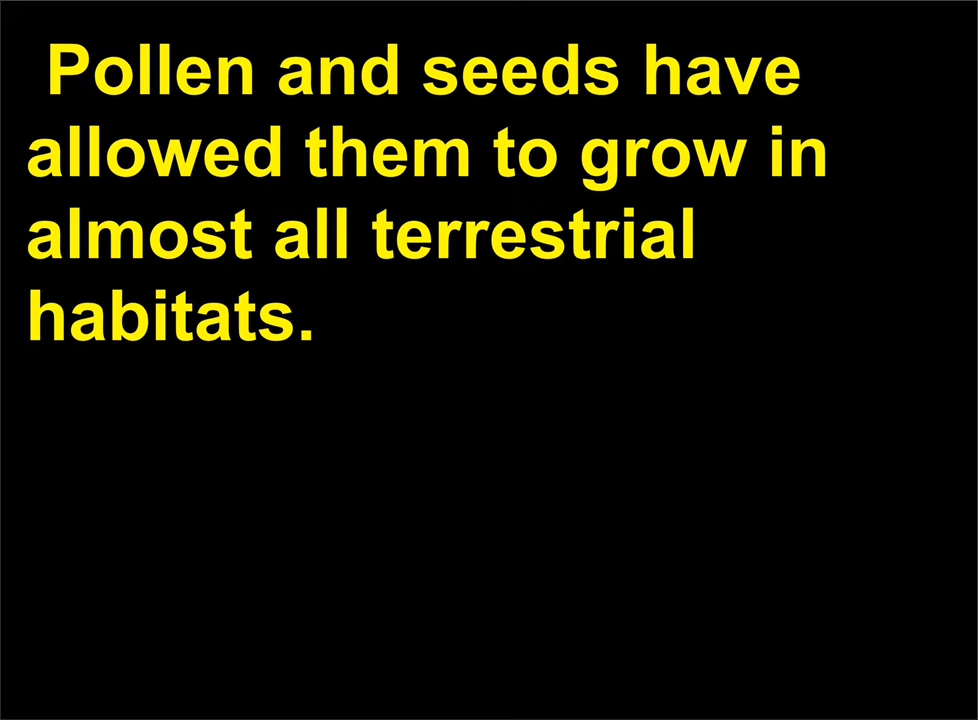 Pollen and seeds have
allowed them to grow in
almost all terrestrial
habitats.